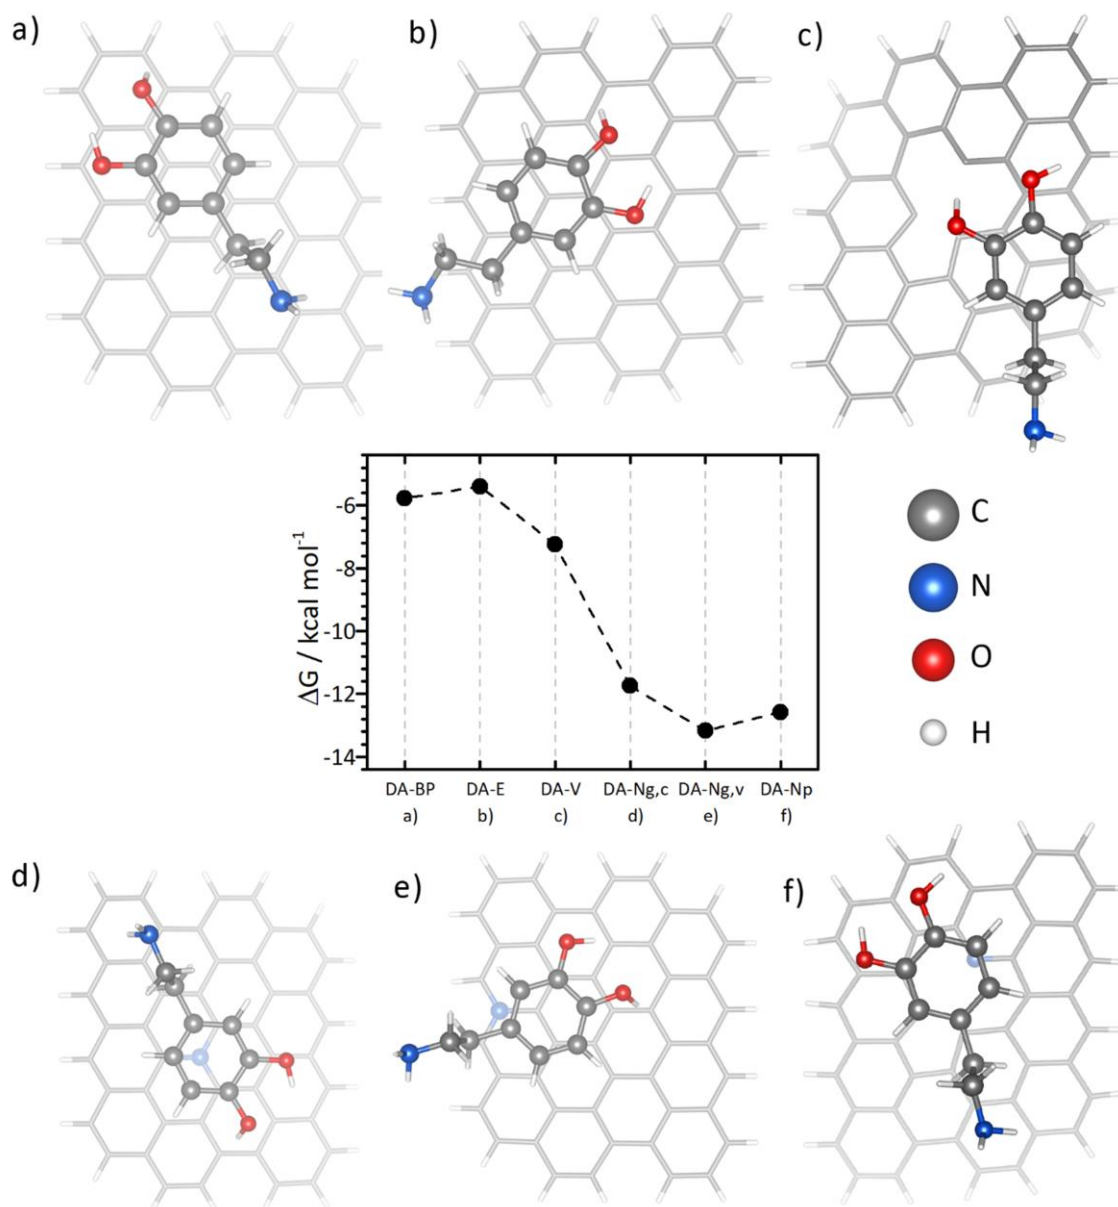 a)
b)
c)
ΔG / kcal mol-1
-6
-8
-10
-12
-14
DA-BP DA-E DA-V DA-Ng,c DA-Ng,v DA-Np
a) b) c) d) e) f)
C
N
O
H
d)
e)
f)